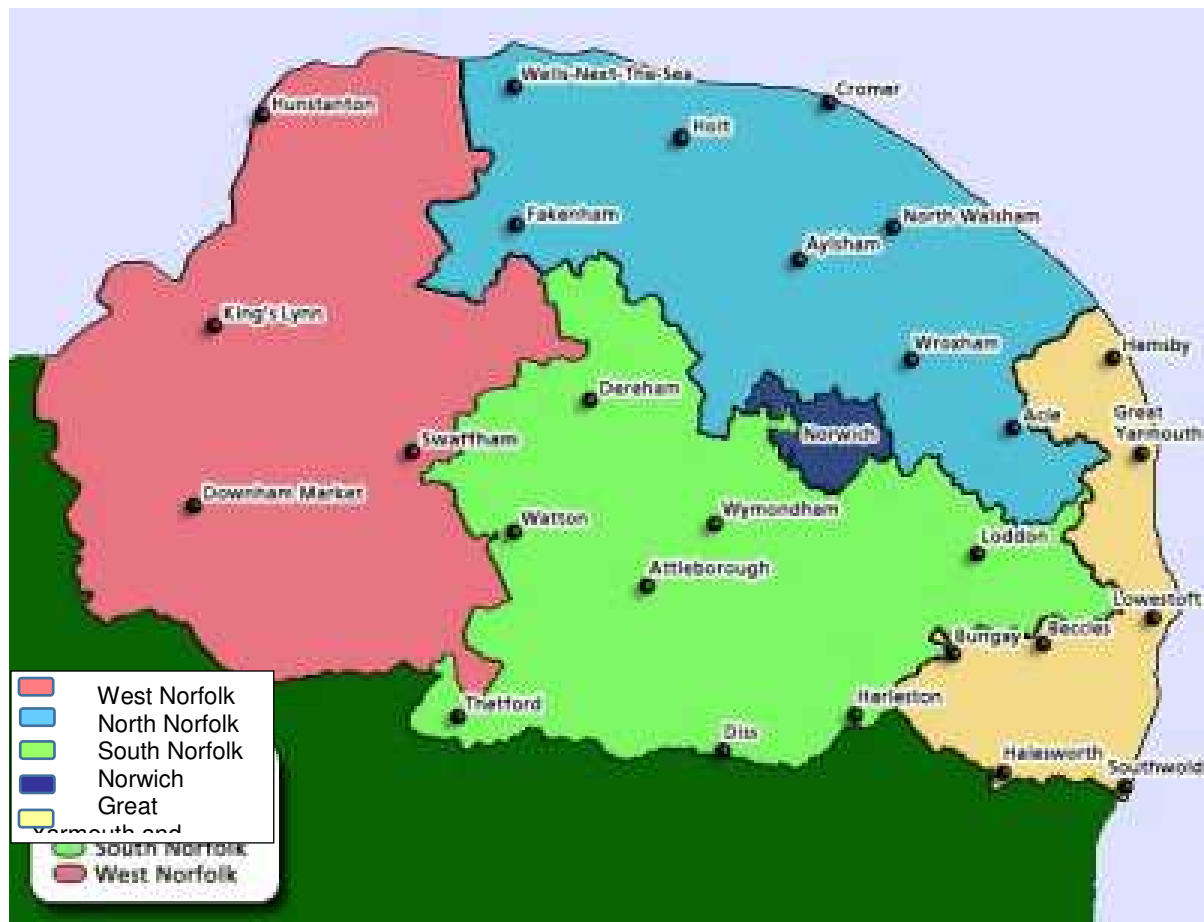 Wells-Next-The-Sea
Cromer
Hunstanton
Holt
Fakenham
North Walsham
Aylsham
King's Lynn
Wroxham
Hemsby
Dereham
Acle
Great
Yarmouth
Norwich
Swaffham
Downham Market
Watton
Wymondham
Loddon
Attleborough
Lowestoft
Bungay
Beccles
Thetford
Harleston
Diss
Halesworth
Southwold
West Norfolk
North Norfolk
South Norfolk
Norwich
Great
Yarmouth and
South Norfolk
West Norfolk